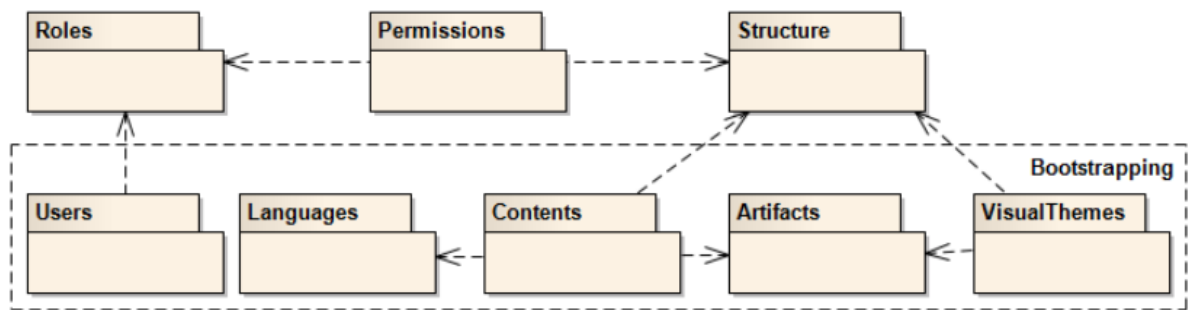 Roles
Permissions
Structure
Bootstrapping
Users
Languages
Contents
Artifacts
VisualThemes